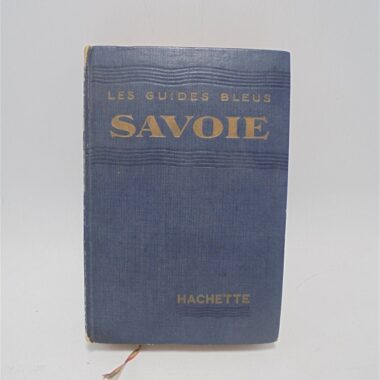 LES GUIDES BLEUS
SAVOIE
HACHETTE